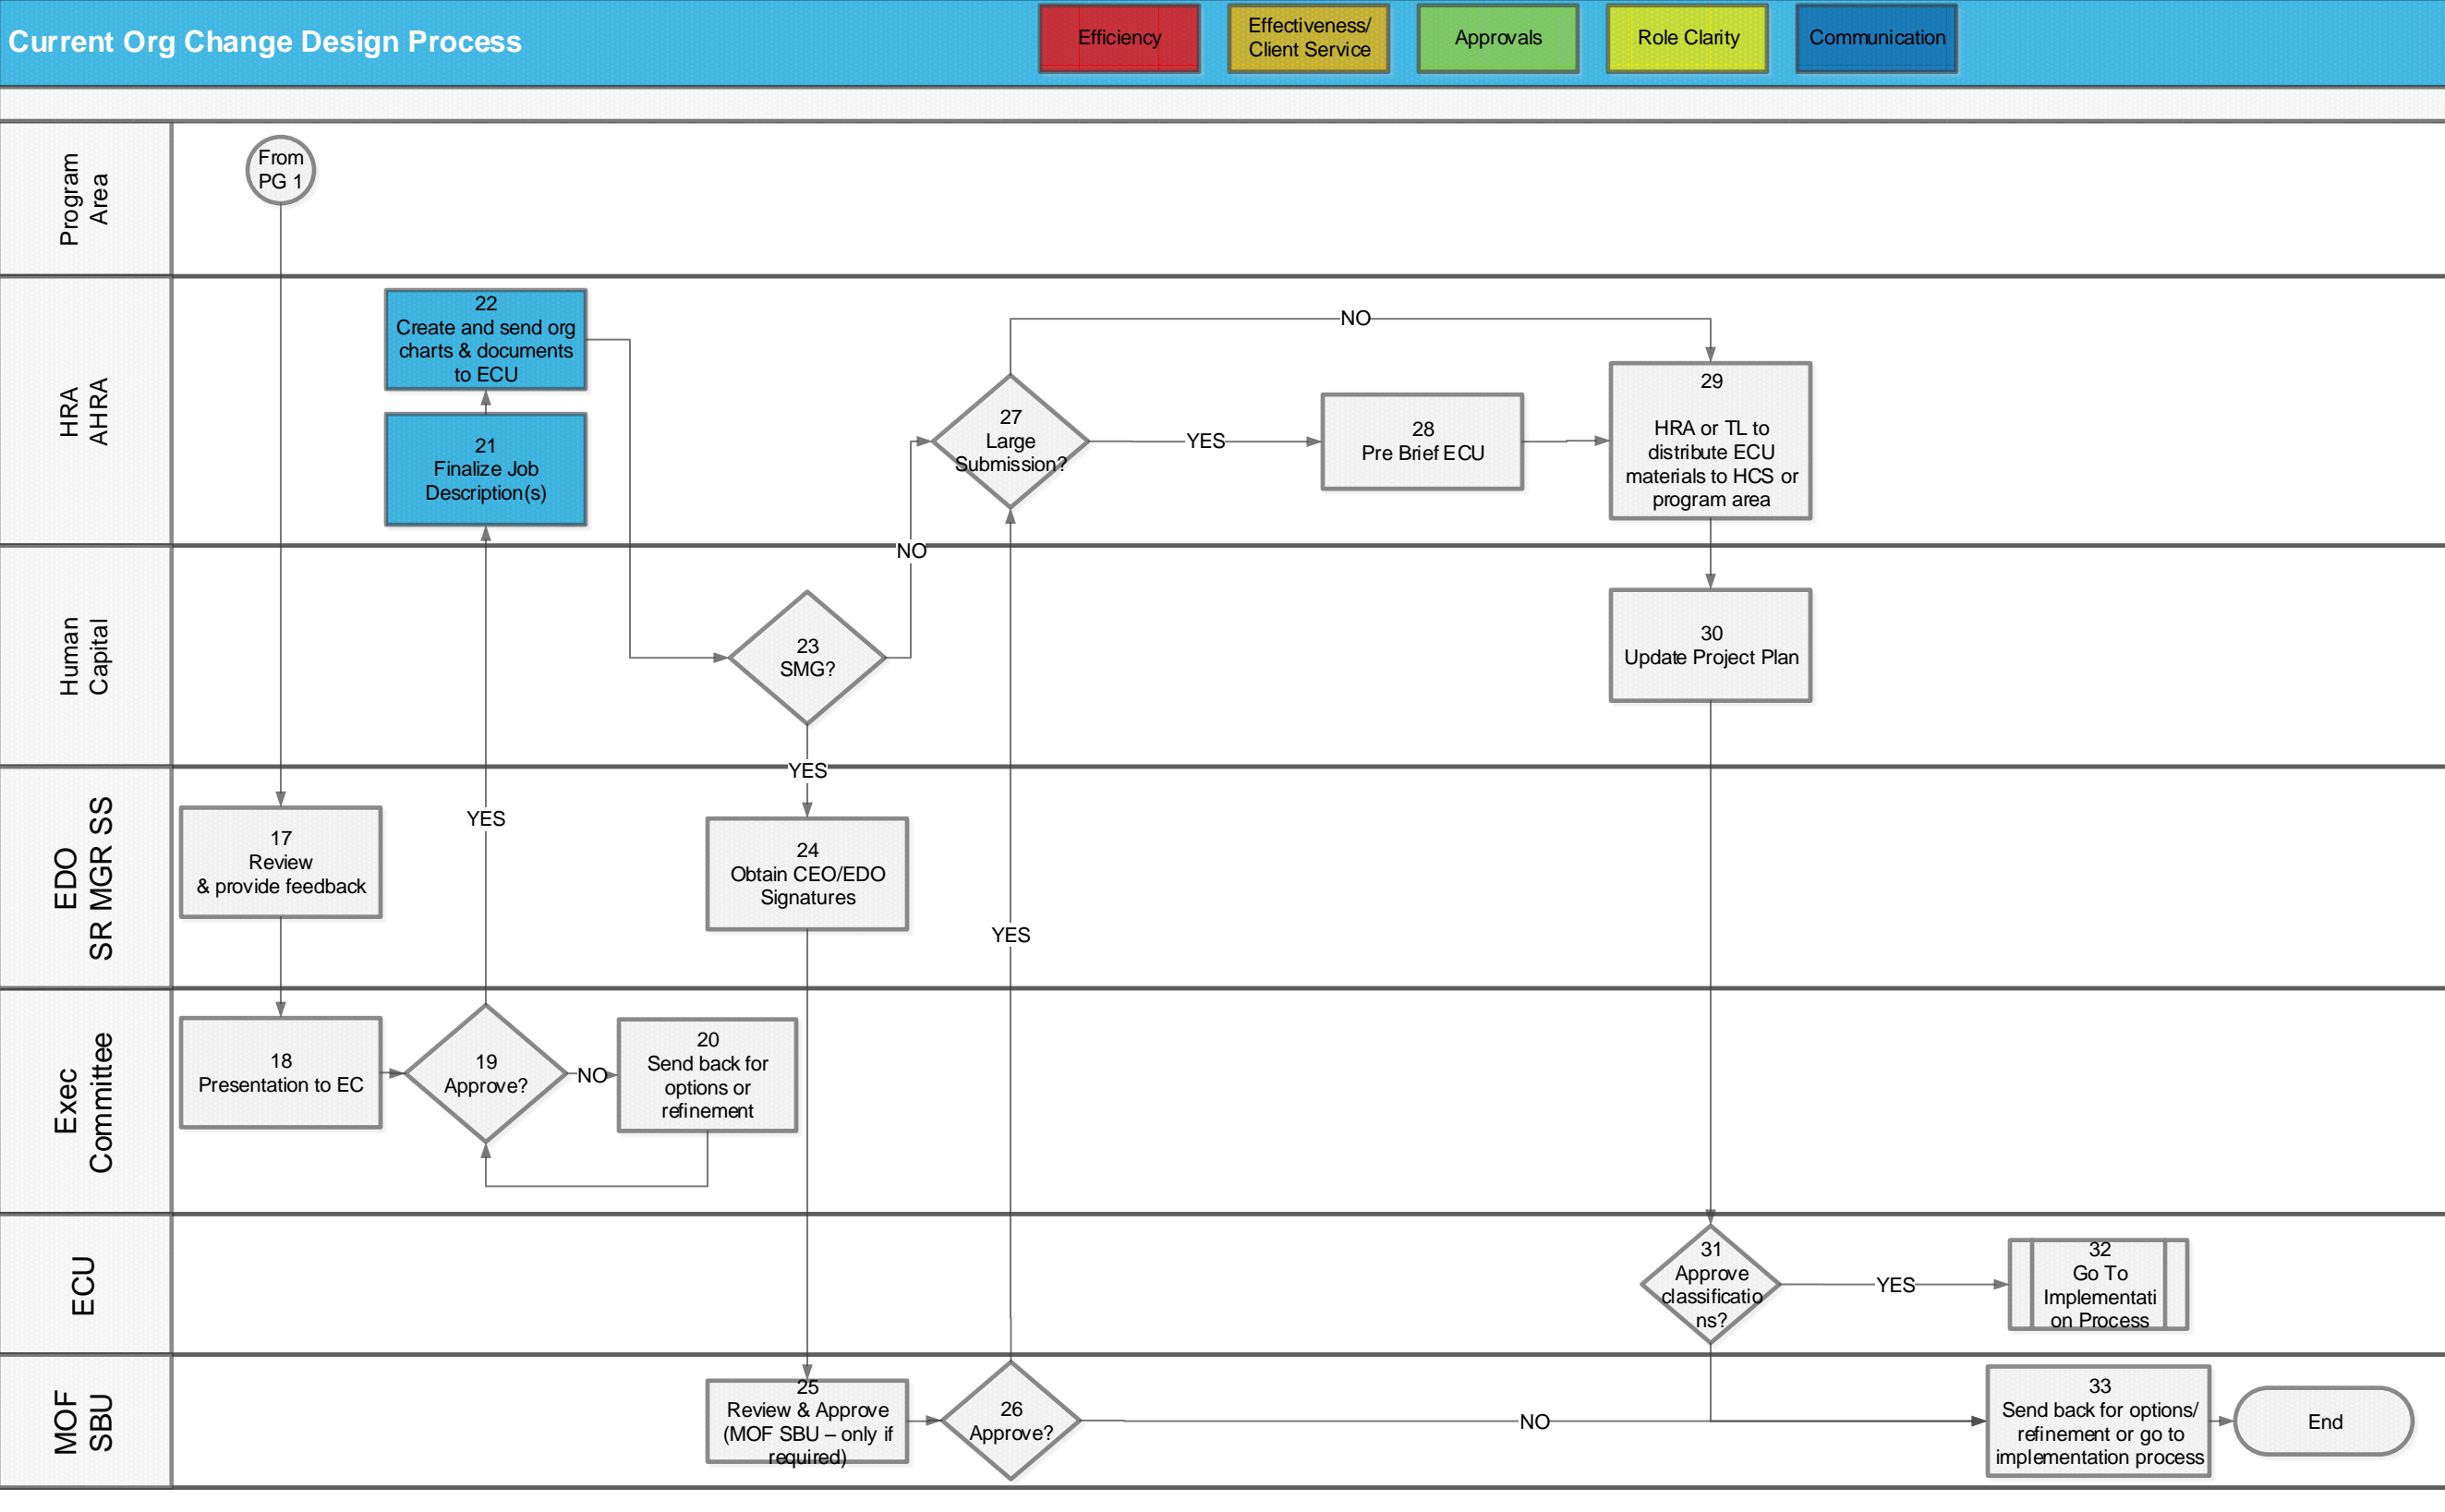 Current Org Change Design Process
Efficiency
Effectiveness/
Client Service
Approvals
Role Clarity
Communication
Program
Area
From
PG 1
HRA
AHRA
22
Create and send org
charts & documents
to ECU
21
Finalize Job
Description(s)
27
Large
Submission?
NO
YES
28
Pre Brief ECU
29
HRA or TL to
distribute ECU
materials to HCS or
program area
Human
Capital
NO
23
SMG?
YES
30
Update Project Plan
EDO
SR MGR SS
17
Review
& provide feedback
YES
24
Obtain CEO/EDO
Signatures
YES
Exec
Committee
18
Presentation to EC
19
Approve?
NO
20
Send back for
options or
refinement
ECU
31
Approve
classificatio
ns?
YES
32
Go To
Implementati
on Process
MOF
SBU
25
Review & Approve
(MOF SBU – only if
required)
26
Approve?
NO
33
Send back for options/
refinement or go to
implementation process
End